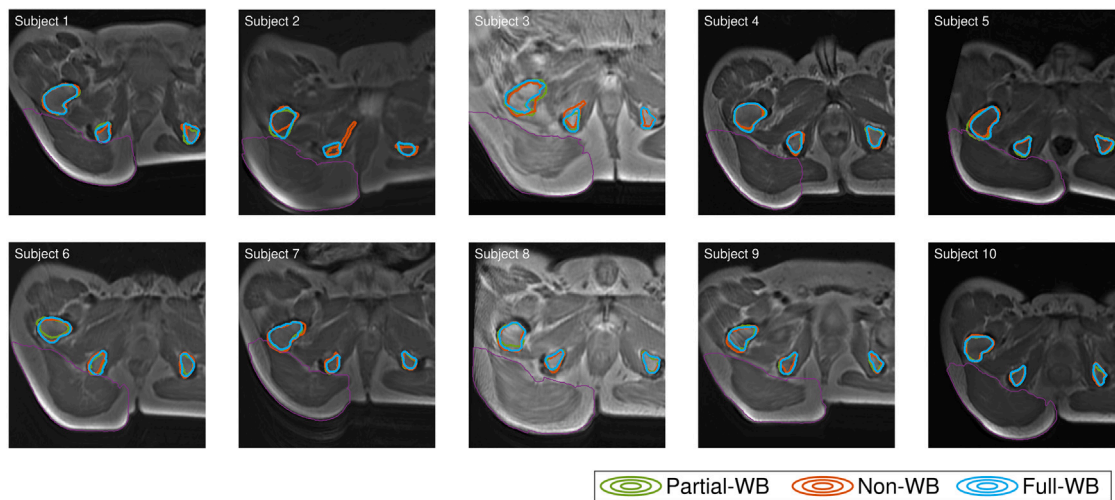 Subject 1
Subject 2
Subject 3
Subject 4
Subject 5
Subject 6
Subject 7
Subject 8
Subject 9
Subject 10
Partial-WB
Non-WB
Full-WB